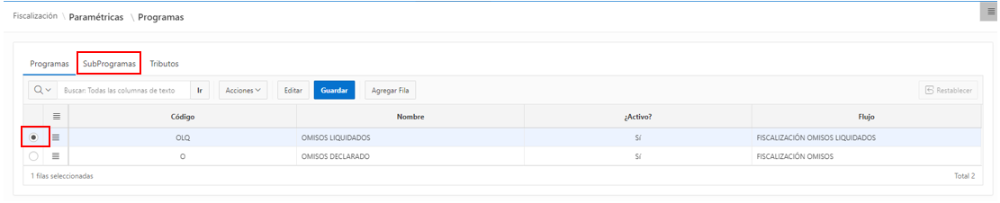 Fiscalización \ Paramétricas \ Programas
Programas SubProgramas Tributos
Buscar: Todas las columnas de texto Ir Acciones Editar Guardar Agregar Fila Restablecer
Código Nombre ¿Activo? Flujo
OLQ OMISOS LIQUIDADOS Sí FISCALIZACIÓN OMISOS LIQUIDADOS
O OMISOS DECLARADO Sí FISCALIZACIÓN OMISOS
1 filas seleccionadas Total 2